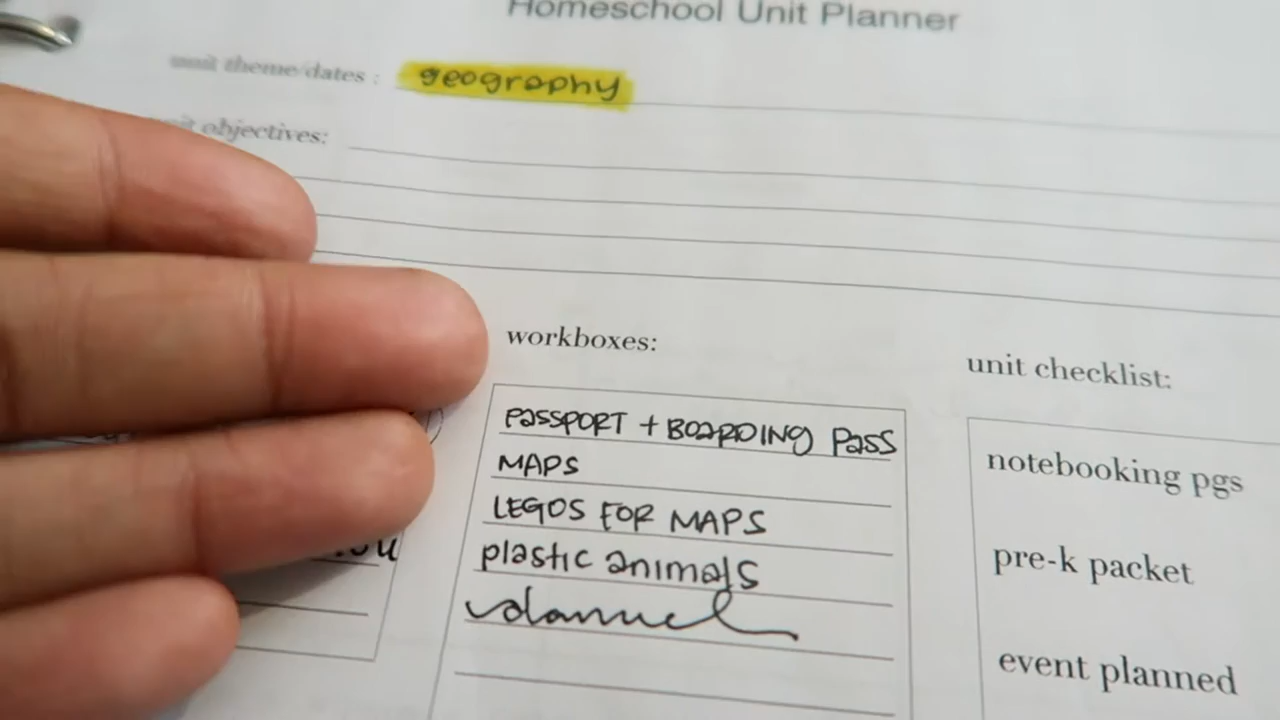 Homeschool Unit Planner
unit theme/dates : geography
unit objectives:
workboxes:
PASSPORT + BOARDING PASS
MAPS
LEGOS FOR MAPS
plastic animals
unit checklist:
notebooking pgs
pre-k packet
event planned